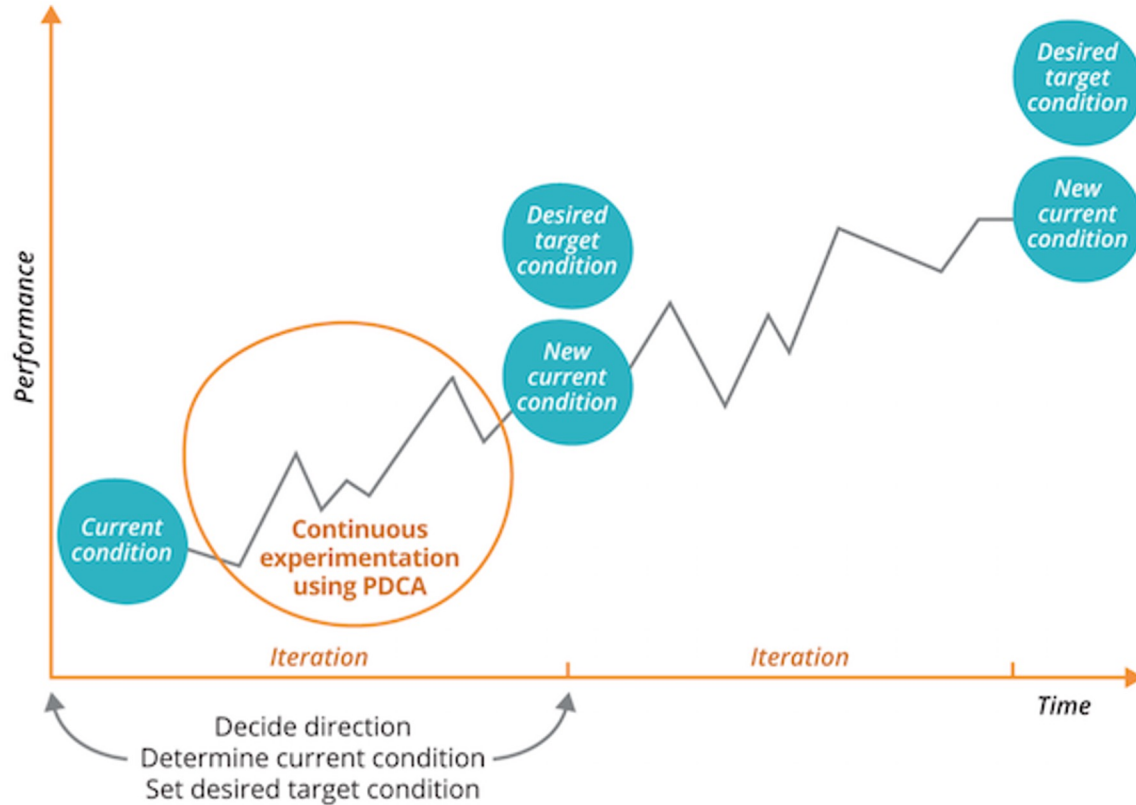 Desired
target
condition
New
current
condition
Desired
target
condition
New
current
condition
Performance
Current
condition
Continuous
experimentation
using PDCA
Iteration
Iteration
Time
Decide direction
Determine current condition
Set desired target condition